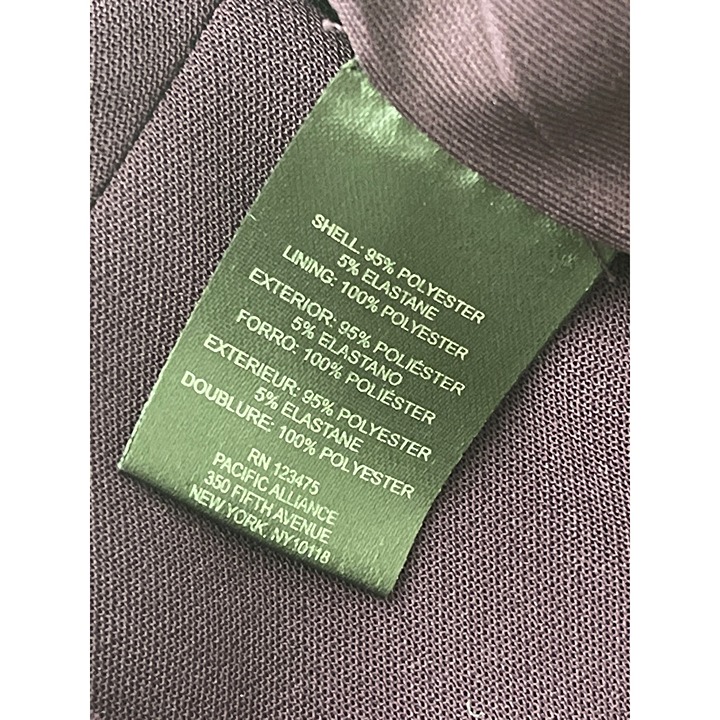 SHELL: 95% POLYESTER
5% ELASTANE
LINING: 100% POLYESTER
EXTERIOR: 95% POLIÉSTER
5% ELASTANO
FORRO: 100% POLIÉSTER
EXTERIEUR: 95% POLYESTER
5% ELASTANE
DOUBLURE: 100% POLYESTER
RN 123475
PACIFIC ALLIANCE
350 FIFTH AVENUE
NEW YORK, NY10118